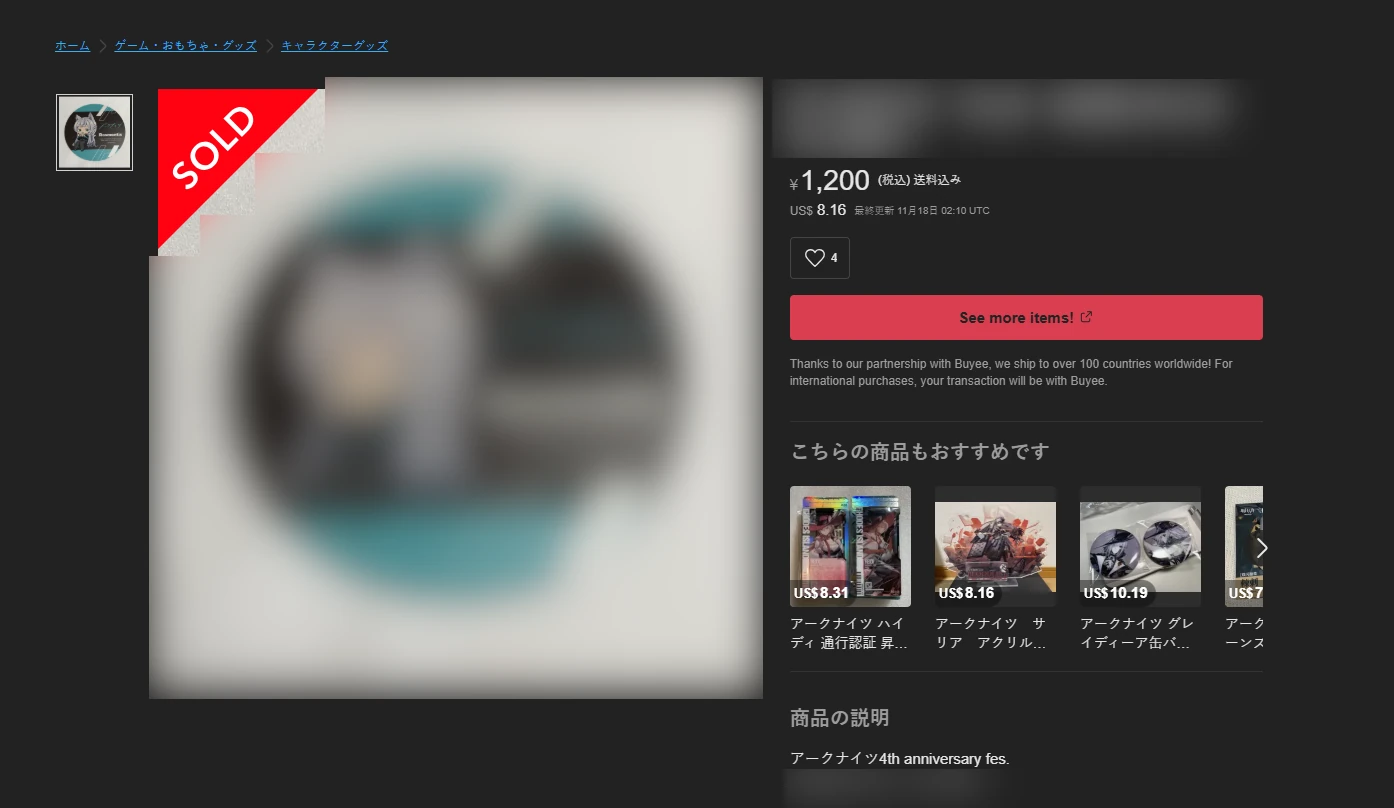 ホーム
ゲーム・おもちゃ・グッズ
キャラクターグッズ
SOLD
¥1,200 (税込) 送料込み
US$ 8.16 最終更新 11月18日 02:10 UTC
4
See more items!
Thanks to our partnership with Buyee, we ship to over 100 countries worldwide! For
international purchases, your transaction will be with Buyee.
こちらの商品もおすすめです
US$8.31
アークナイツ ハイ
ディ 通行認証 昇...
US$8.16
アークナイツ　サ
リア　アクリル...
US$10.19
アークナイツ グレ
イディーア缶バ...
US$7
アーク
ーンズ
商品の説明
アークナイツ4th anniversary fes.